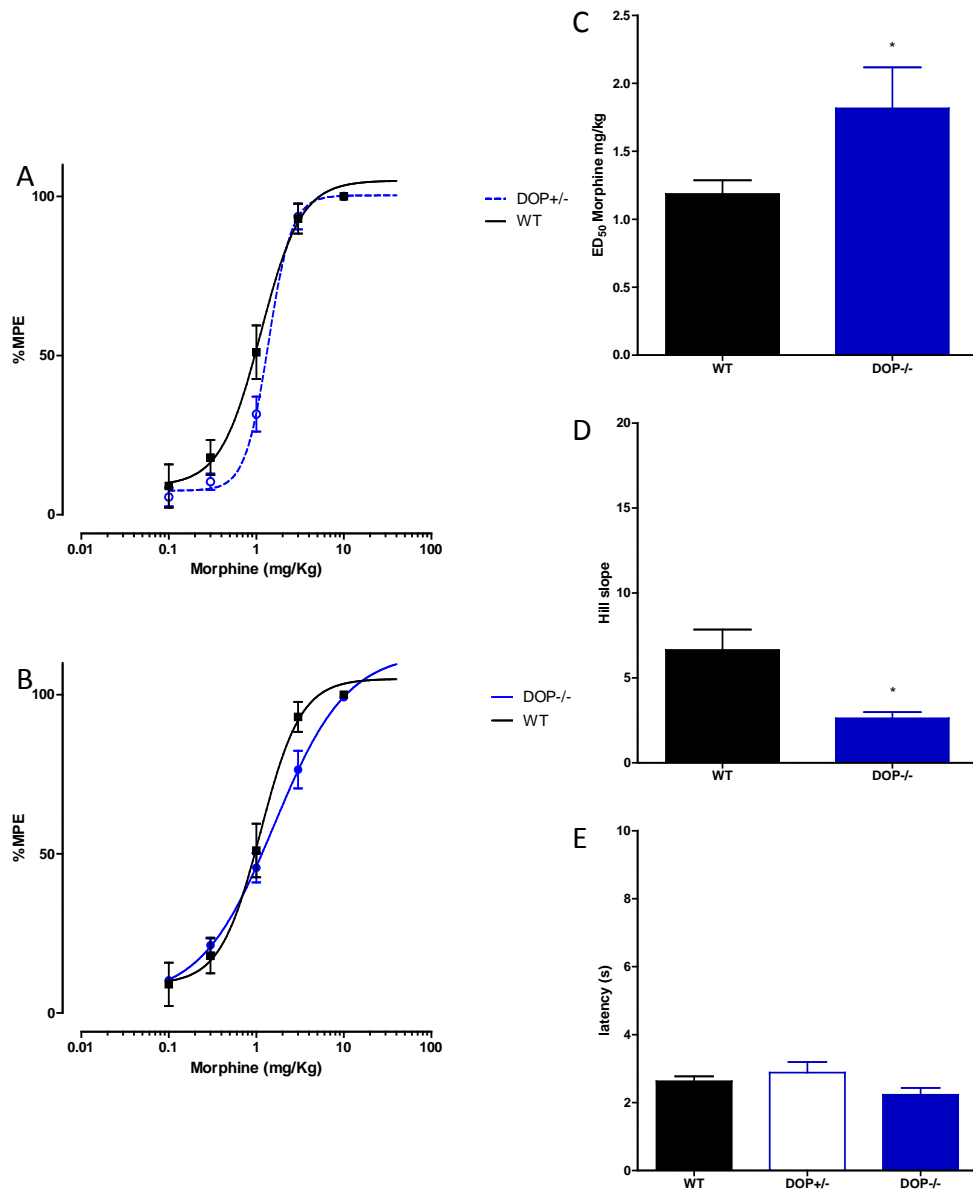 A
100
50
0
%MPE
0.01 0.1 1 10 100
Morphine (mg/Kg)
DOP+/-
WT
B
100
50
0
%MPE
0.01 0.1 1 10 100
Morphine (mg/Kg)
DOP-/-
WT
C
2.5
2.0
1.5
1.0
0.5
0.0
ED50 Morphine mg/kg
*
WT DOP-/-
D
20
15
10
5
0
Hill slope
*
WT DOP-/-
E
10
8
6
4
2
0
latency (s)
WT DOP+/- DOP-/-